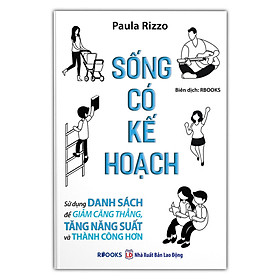 Paula Rizzo
SỐNG
CÓ
KẾ
HOẠCH
Biên dịch: RBOOKS
Sử dụng DANH SÁCH
để GIẢM CĂNG THẲNG,
TĂNG NĂNG SUẤT
và THÀNH CÔNG HƠN
RBOOKS
LĐ Nhà Xuất Bản Lao Động